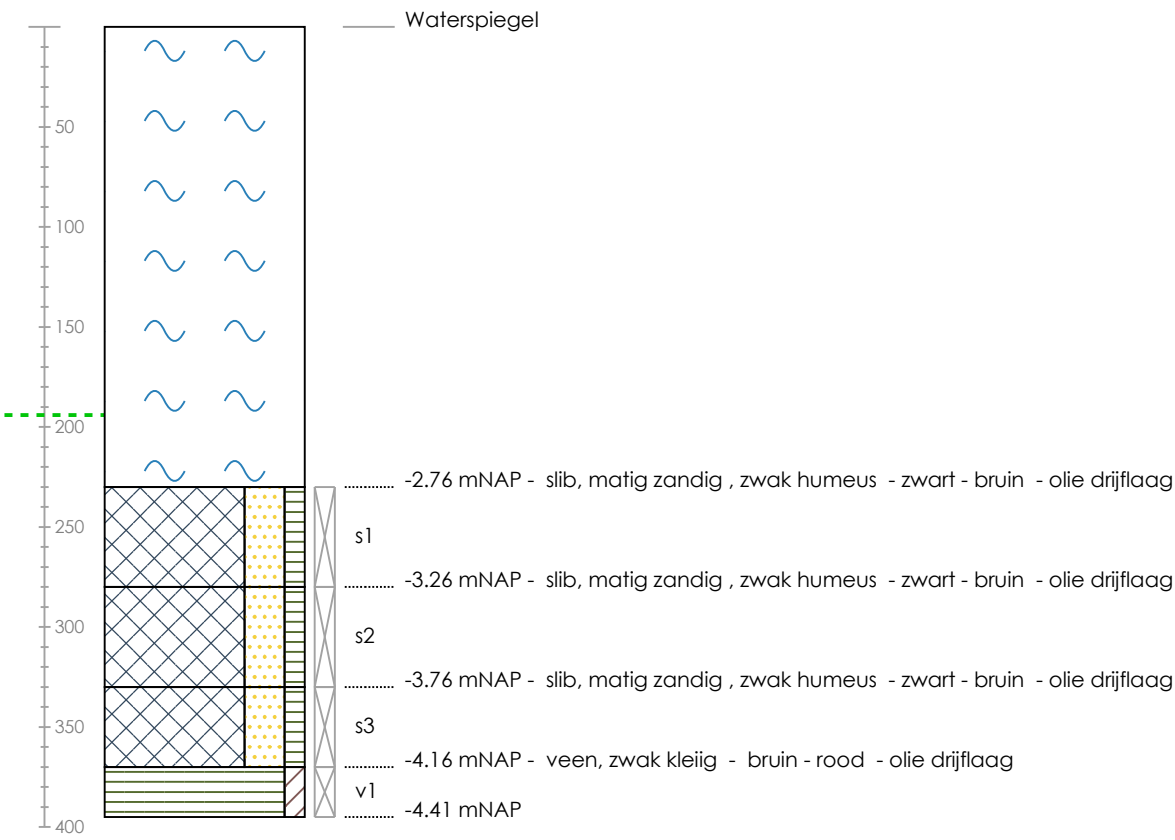 Waterspiegel
50
100
150
200
-2.76 mNAP - slib, matig zandig , zwak humeus - zwart - bruin - olie drijflaag
250
s1
-3.26 mNAP - slib, matig zandig , zwak humeus - zwart - bruin - olie drijflaag
300
s2
-3.76 mNAP - slib, matig zandig , zwak humeus - zwart - bruin - olie drijflaag
350
s3
-4.16 mNAP - veen, zwak kleiig - bruin - rood - olie drijflaag
v1
-4.41 mNAP
400